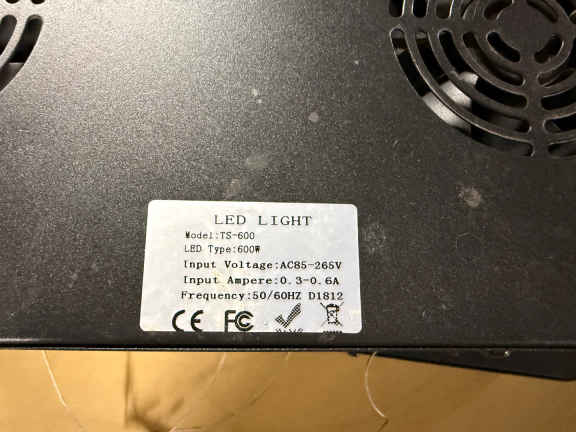 LED LIGHT
Model:TS-600
LED Type:600W
Input Voltage:AC85-265V
Input Ampere:0.3-0.6A
Frequency:50/60HZ D1812
CE FC